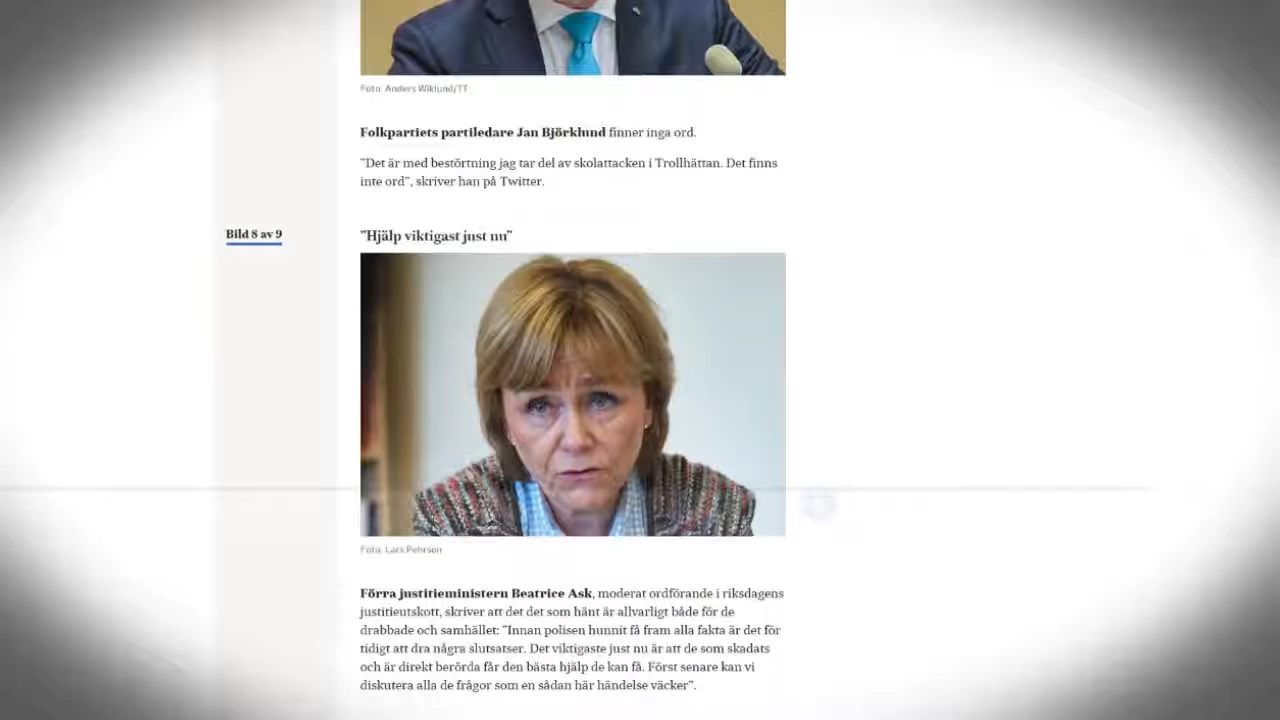 Foto: Anders Wiklund/TT
Folkpartiets partiledare Jan Björklund finner inga ord.
"Det är med bestörtning jag tar del av skolattacken i Trollhättan. Det finns
inte ord", skriver han på Twitter.
Bild 8 av 9
"Hjälp viktigast just nu"
Foto: Lars Pehrson
Förra justitieministern Beatrice Ask, moderat ordförande i riksdagens
justitieutskott, skriver att det det som hänt är allvarligt både för de
drabbade och samhället: "Innan polisen hunnit få fram alla fakta är det för
tidigt att dra några slutsatser. Det viktigaste just nu är att de som skadats
och är direkt berörda får den bästa hjälp de kan få. Först senare kan vi
diskutera alla de frågor som en sådan här händelse väcker".